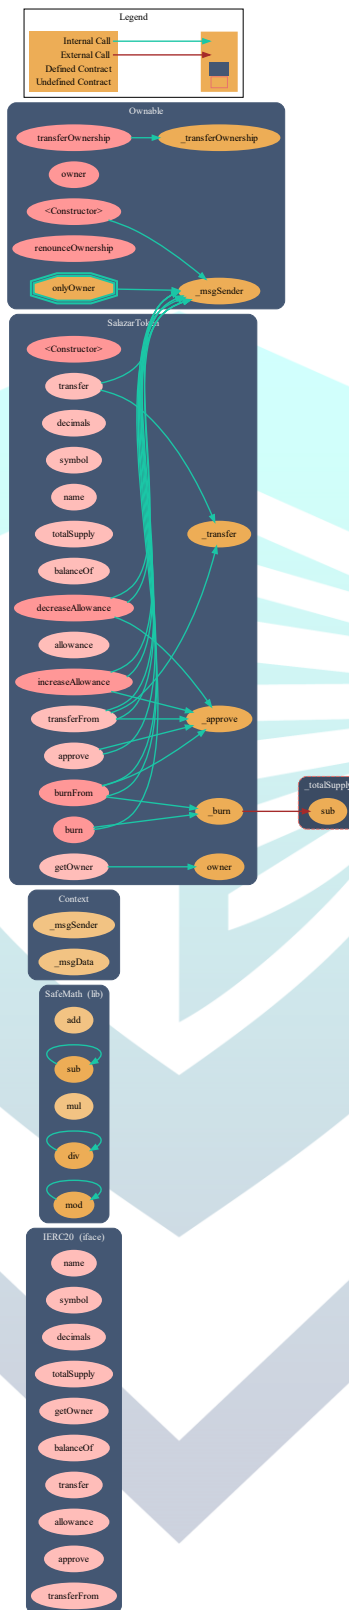 Legend
Internal Call
External Call
Defined Contract
Undefined Contract
Ownable
transferOwnership
_transferOwnership
owner
<Constructor>
renounceOwnership
onlyOwner
_msgSender
<Constructor>
transfer
decimals
symbol
name
totalSupply
_transfer
balanceOf
decreaseAllowance
allowance
increaseAllowance
transferFrom
_approve
approve
burnFrom
_totalSupply
_burn
sub
burn
getOwner
owner
Context
_msgSender
_msgData
SafeMath (lib)
add
sub
mul
div
mod
IERC20 (iface)
name
symbol
decimals
totalSupply
getOwner
balanceOf
transfer
allowance
approve
transferFrom